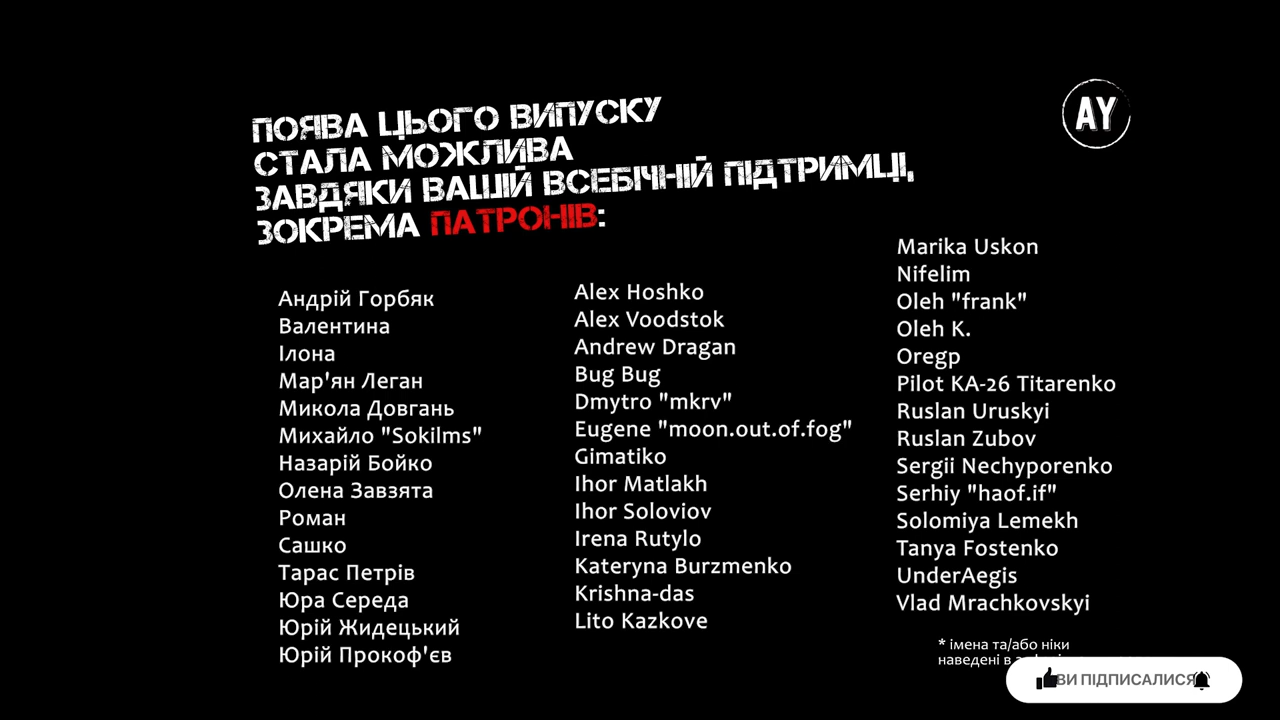 ПОЯВА ЦЬОГО ВИПУСКУ
СТАЛА МОЖЛИВА
ЗАВДЯКИ ВАШІЙ ВСЕБІЧНІЙ ПІДТРИМЦІ,
ЗОКРЕМА ПАТРОНІВ:
AY
Андрій Горбяк
Валентина
Ілона
Мар'ян Леган
Микола Довгань
Михайло "Sokilms"
Назарій Бойко
Олена Завзята
Роман
Сашко
Тарас Петрів
Юра Середа
Юрій Жидецький
Юрій Прокоф'єв
Alex Hoshko
Alex Voodstok
Andrew Dragan
Bug Bug
Dmytro "mkrv"
Eugene "moon.out.of.fog"
Gimatiko
Ihor Matlakh
Ihor Soloviov
Irena Rutylo
Kateryna Burzmenko
Krishna-das
Lito Kazkove
Marika Uskon
Nifelim
Oleh "frank"
Oleh K.
Oregp
Pilot KA-26 Titarenko
Ruslan Uruskyi
Ruslan Zubov
Sergii Nechyporenko
Serhiy "haof.if"
Solomiya Lemekh
Tanya Fostenko
UnderAegis
Vlad Mrachkovskyi
* імена та/або ніки
наведені в
ВИ ПІДПИСАЛИСЯ